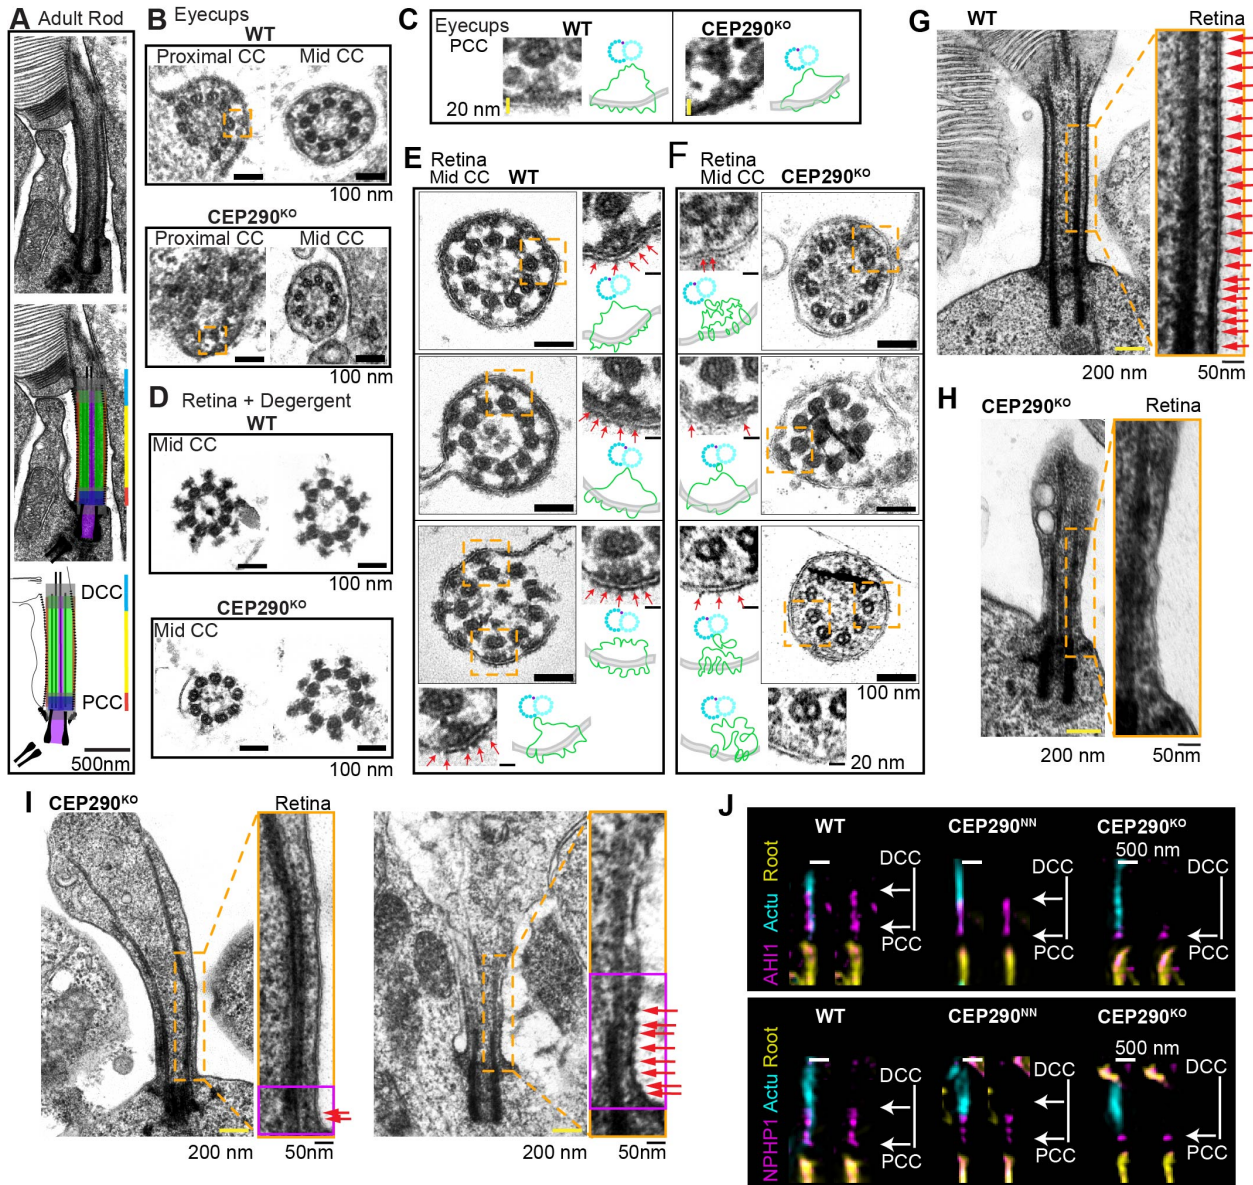 A Adult Rod
DCC
PCC
500nm
B Eyecups
WT
Proximal CC Mid CC
100 nm
CEP290KO
Proximal CC Mid CC
100 nm
C Eyecups WT CEP290KO
PCC
20 nm
D Retina + Degergent
WT
Mid CC
100 nm
CEP290KO
Mid CC
100 nm
E Retina
Mid CC WT
F Retina
Mid CC CEP290KO
100 nm
20 nm
G WT Retina
200 nm 50nm
H CEP290KO Retina
200 nm 50nm
I CEP290KO Retina
200 nm 50nm 200 nm 50nm
J
WT CEP290NN CEP290KO
500 nm
DCC DCC DCC
PCC PCC PCC
AHI1 Actu Root
WT CEP290NN CEP290KO
500 nm
DCC DCC DCC
PCC PCC PCC
NPHP1 Actu Root